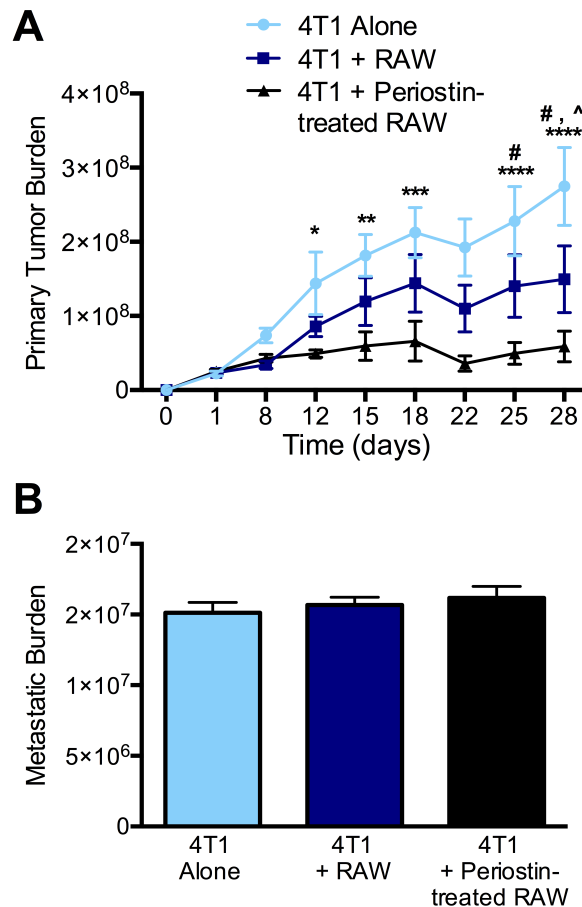 A
4T1 Alone
4T1 + RAW
4T1 + Periostin-
treated RAW
Primary Tumor Burden
4×10⁸
3×10⁸
2×10⁸
1×10⁸
0
*
**
***
#
****
# , ^
****
0 1 8 12 15 18 22 25 28
Time (days)
B
Metastatic Burden
2×10⁷
2×10⁷
1×10⁷
5×10⁶
0
4T1
Alone
4T1
+ RAW
4T1
+ Periostin-
treated RAW